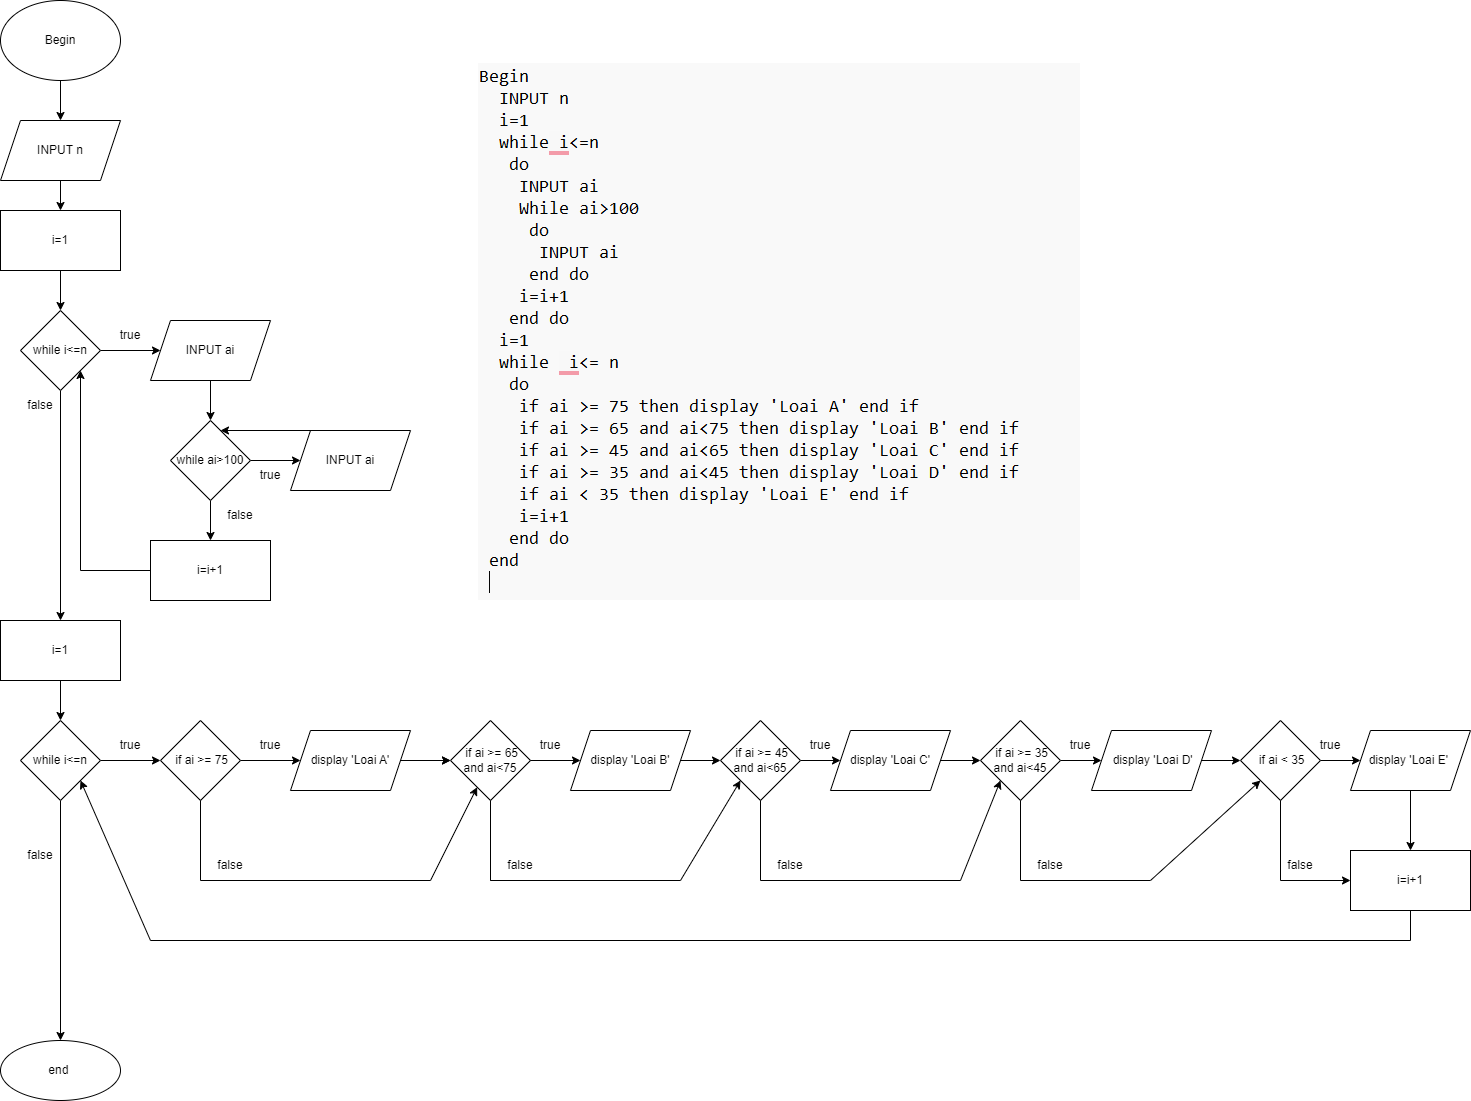 Begin
INPUT n
i=1
while i<=n
true
INPUT ai
false
while ai>100
true
INPUT ai
false
i=i+1
Begin
INPUT n
i=1
while i<=n
do
INPUT ai
While ai>100
do
INPUT ai
end do
i=i+1
end do
i=1
while i<= n
do
if ai >= 75 then display 'Loai A' end if
if ai >= 65 and ai<75 then display 'Loai B' end if
if ai >= 45 and ai<65 then display 'Loai C' end if
if ai >= 35 and ai<45 then display 'Loai D' end if
if ai < 35 then display 'Loai E' end if
i=i+1
end do
end
i=1
while i<=n
true
if ai >= 75
true
display 'Loai A'
if ai >= 65
and ai<75
true
display 'Loai B'
if ai >= 45
and ai<65
true
display 'Loai C'
if ai >= 35
and ai<45
true
display 'Loai D'
if ai < 35
true
display 'Loai E'
false
false
false
false
false
false
i=i+1
end